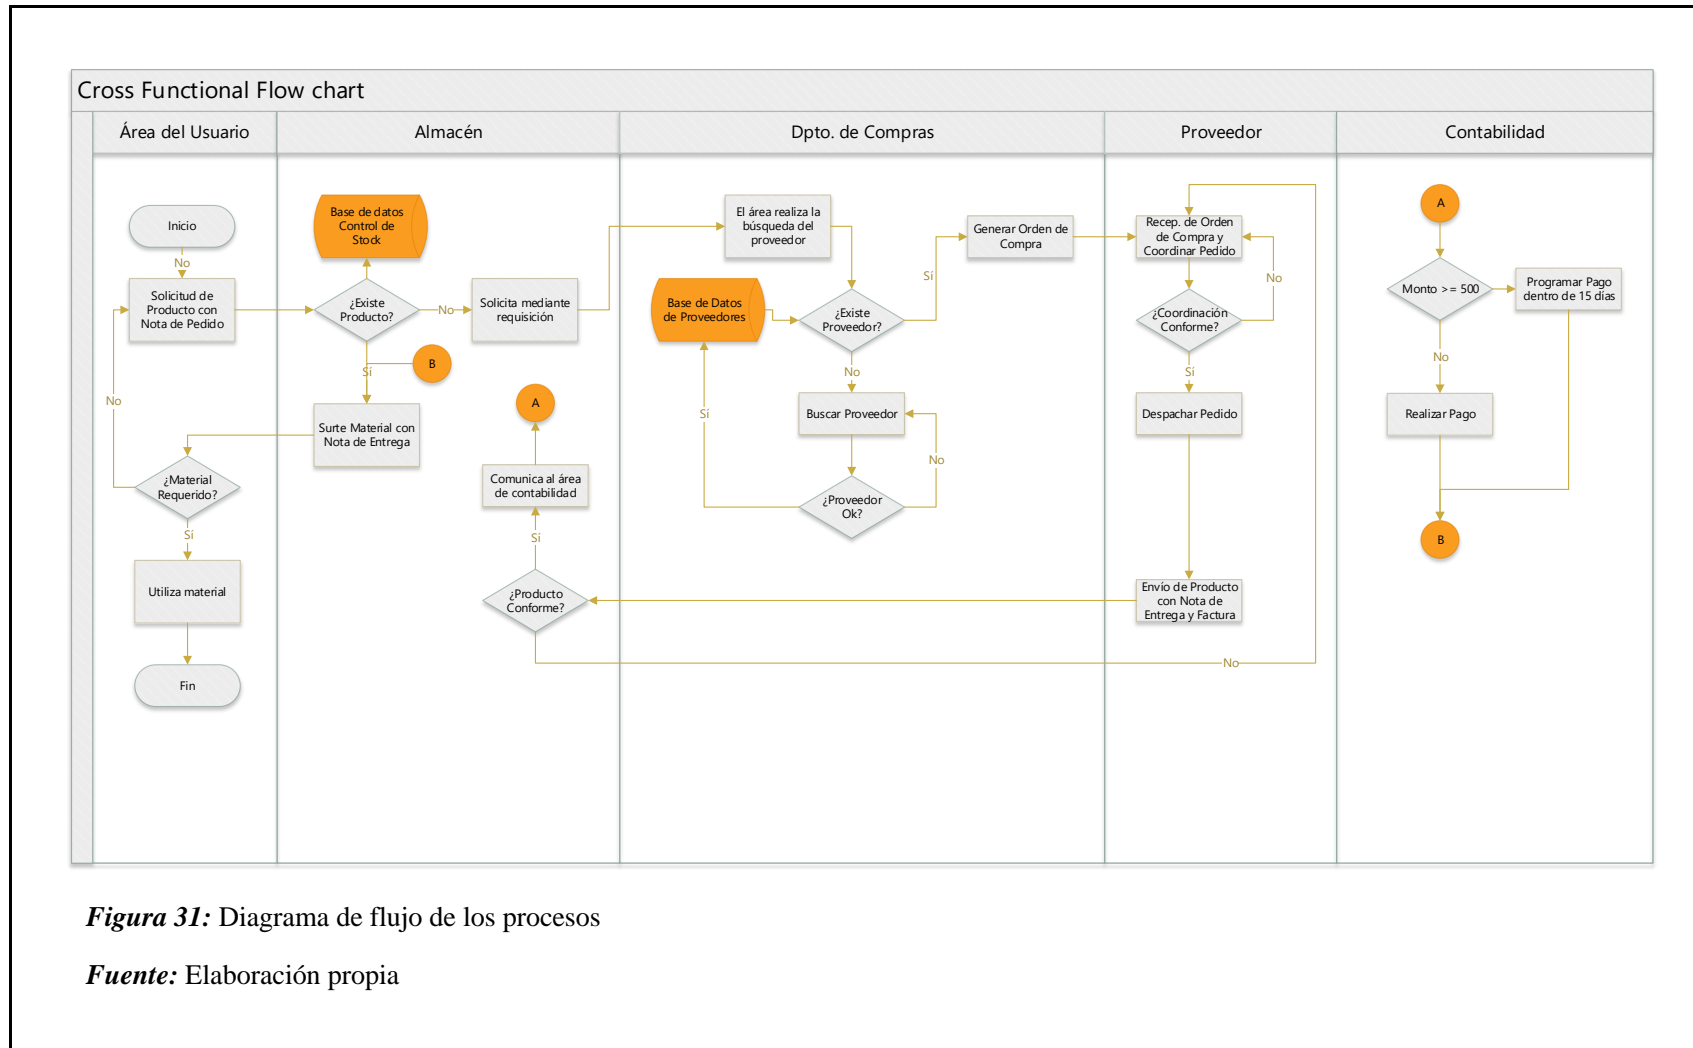 Cross Functional Flow chart
Área del Usuario
Almacén
Dpto. de Compras
Proveedor
Contabilidad
Inicio
No
Solicitud de
Producto con
Nota de Pedido
No
¿Material
Requerido?
Sí
Utiliza material
Fin
Base de datos
Control de
Stock
¿Existe
Producto?
No
Solicita mediante
requisición
Sí
B
Surte Material con
Nota de Entrega
A
Comunica al área
de contabilidad
Sí
¿Producto
Conforme?
No
El área realiza la
búsqueda del
proveedor
Base de Datos
de Proveedores
¿Existe
Proveedor?
Sí
No
Buscar Proveedor
Sí
No
¿Proveedor
Ok?
Generar Orden de
Compra
Recep. de Orden
de Compra y
Coordinar Pedido
No
¿Coordinación
Conforme?
Sí
Despachar Pedido
Envío de Producto
con Nota de
Entrega y Factura
A
Monto >= 500
Programar Pago
dentro de 15 días
No
Realizar Pago
B
Figura 31: Diagrama de flujo de los procesos
Fuente: Elaboración propia